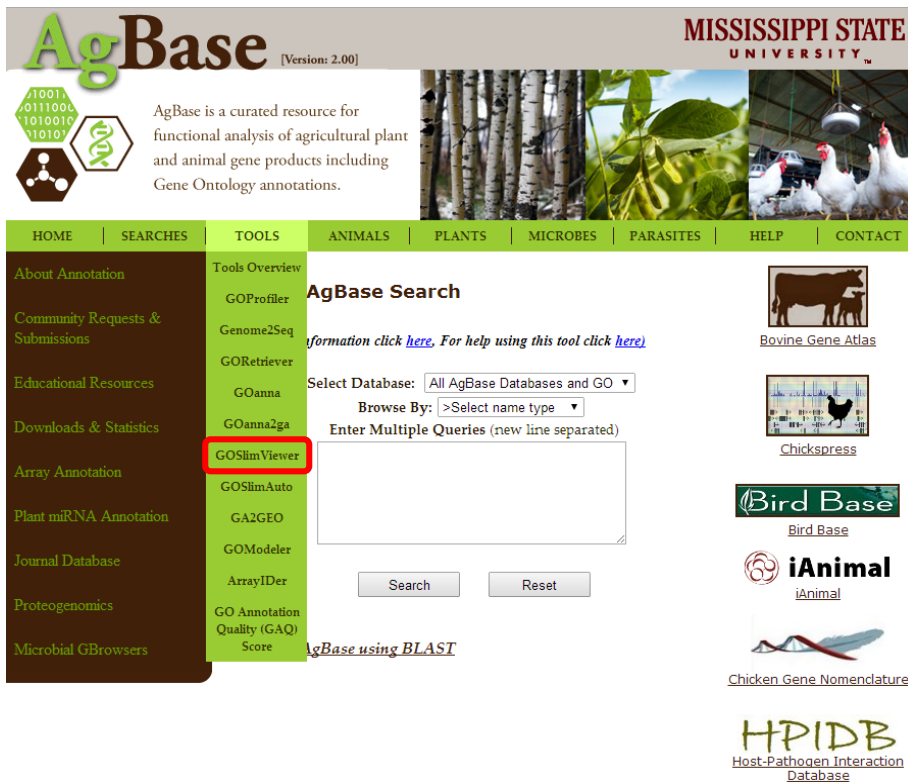 AgBase [Version: 2.00]
MISSISSIPPI STATE
UNIVERSITY™
AgBase is a curated resource for
functional analysis of agricultural plant
and animal gene products including
Gene Ontology annotations.
HOME SEARCHES TOOLS ANIMALS PLANTS MICROBES PARASITES HELP CONTACT
About Annotation
Community Requests &
Submissions
Educational Resources
Downloads & Statistics
Array Annotation
Plant miRNA Annotation
Journal Database
Proteogenomics
Microbial GBrowsers
Tools Overview
GOProfiler
Genome2Seq
GORetriever
GOanna
GOanna2ga
GOSlimViewer
GOSlimAuto
GA2GEO
GOModeler
ArrayIDer
GO Annotation
Quality (GAQ)
Score
AgBase Search
click here, For help using this tool click here)
Select Database: All AgBase Databases and GO
Browse By: >Select name type
Enter Multiple Queries (new line separated)
Search Reset
AgBase using BLAST
Bovine Gene Atlas
Chickspress
Bird Base
Bird Base
iAnimal
iAnimal
Chicken Gene Nomenclature
HPIDB
Host-Pathogen Interaction
Database